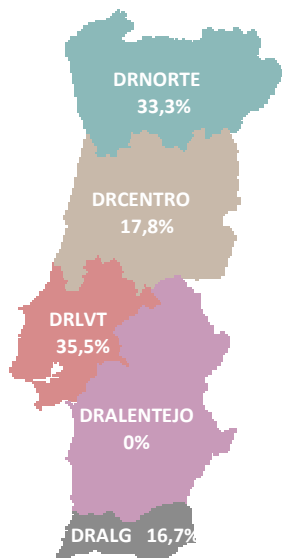 DRNORTE
33,3%
DRCENTRO
17,8%
DRLVT
35,5%
DRALENTEJO
0%
DRALG 16,7%